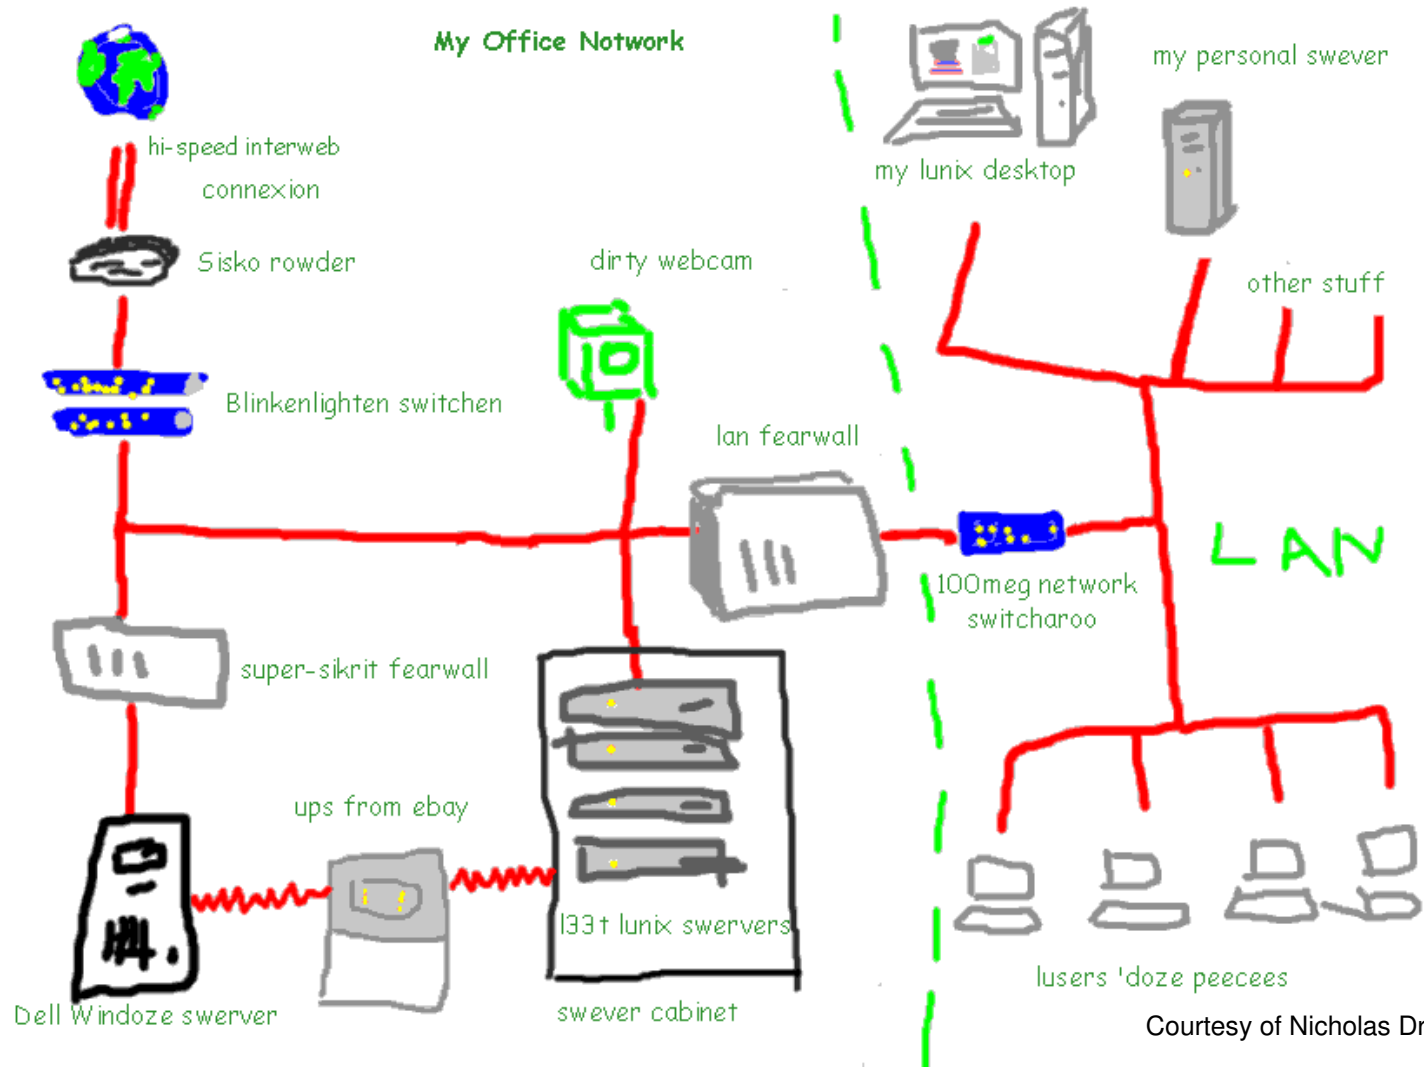 My Office Network
hi-speed interweb
connexion
Sisko rowder
Blinkenlighten switchen
dirty webcam
lan fearwall
super-sikrit fearwall
ups from ebay
l33t lunix swervers
Dell Windoze swerver
swever cabinet
my lunix desktop
my personal swever
other stuff
100meg network
switcharoo
LAN
lusers 'doze peecees
Courtesy of Nicholas